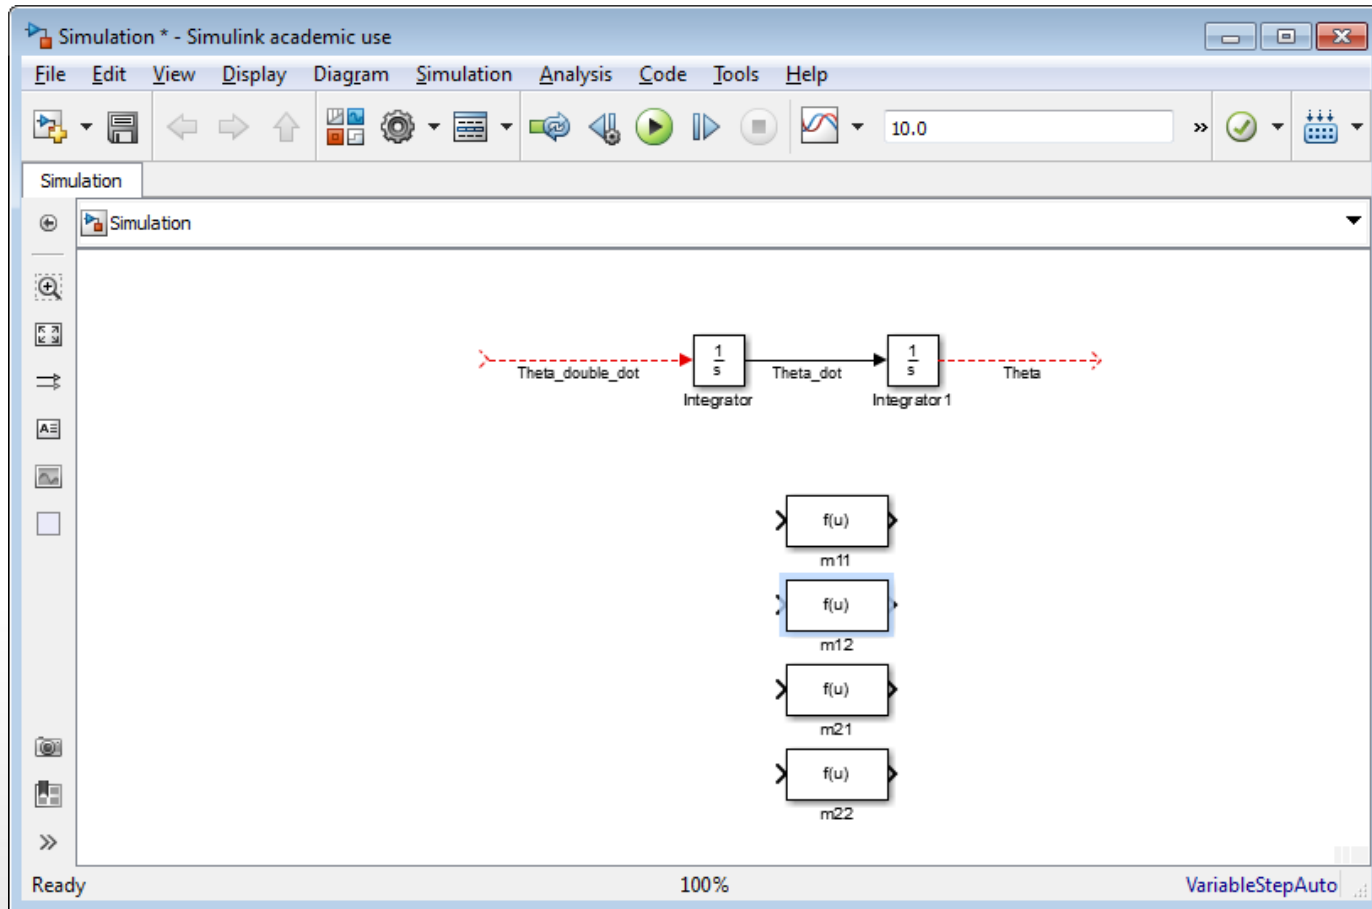 Simulation * - Simulink academic use
File Edit View Display Diagram Simulation Analysis Code Tools Help
10.0
Simulation
Simulation
Theta_double_dot
1
s
Integrator
Theta_dot
1
s
Integrator1
Theta
f(u)
m11
f(u)
m12
f(u)
m21
f(u)
m22
Ready 100% VariableStepAuto